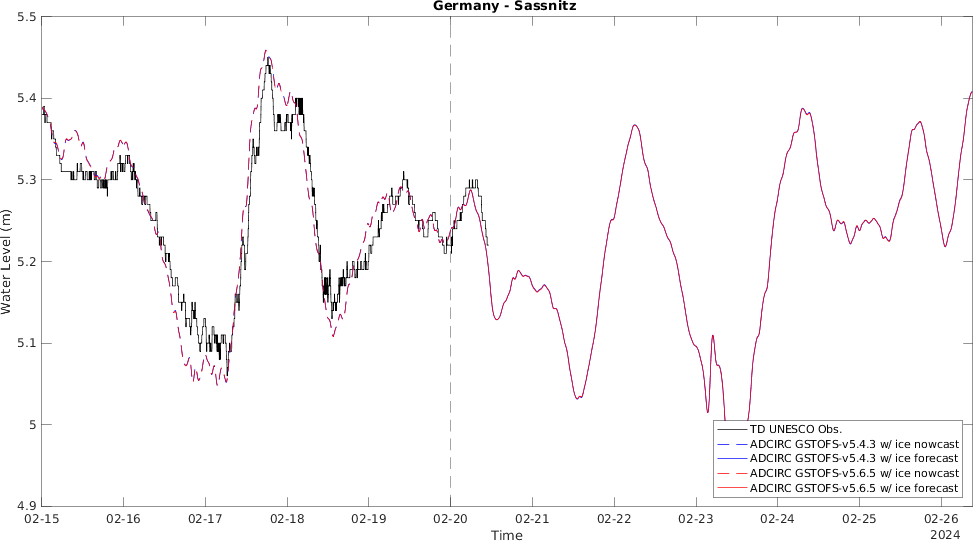 Germany - Sassnitz
5.5
5.4
5.3
5.2
5.1
5
4.9
Water Level (m)
TD UNESCO Obs.
ADCIRC GSTOFS-v5.4.3 w/ ice nowcast
ADCIRC GSTOFS-v5.4.3 w/ ice forecast
ADCIRC GSTOFS-v5.6.5 w/ ice nowcast
ADCIRC GSTOFS-v5.6.5 w/ ice forecast
02-15 02-16 02-17 02-18 02-19 02-20 02-21 02-22 02-23 02-24 02-25 02-26
Time
2024